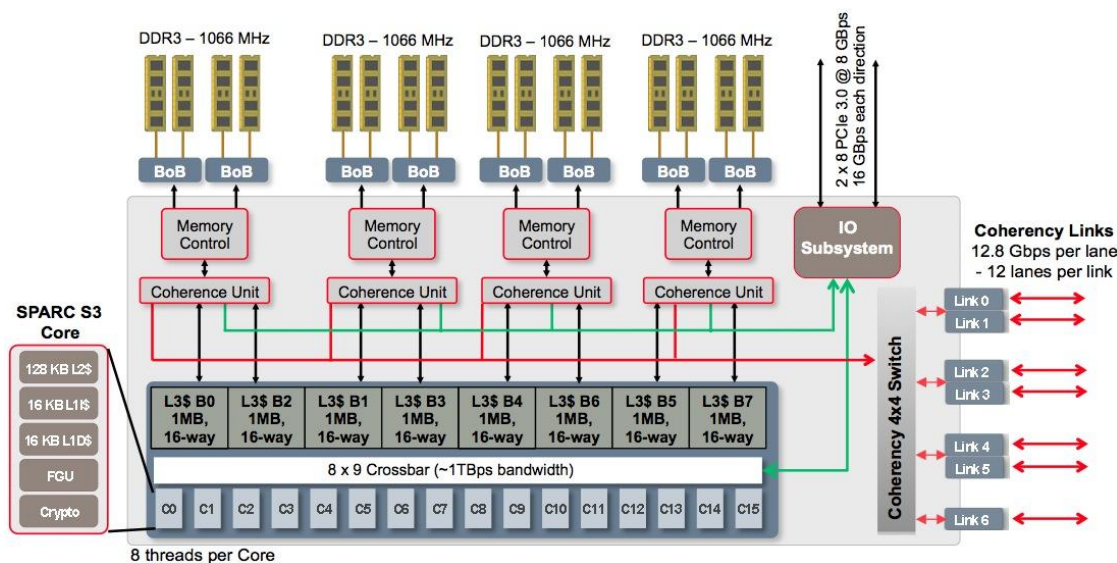 DDR3 – 1066 MHz
DDR3 – 1066 MHz
DDR3 – 1066 MHz
DDR3 – 1066 MHz
2 x 8 PCIe 3.0 @ 8 GBps
16 GBps each direction
BoB
BoB
BoB
BoB
BoB
BoB
BoB
BoB
Memory
Control
Memory
Control
Memory
Control
Memory
Control
IO
Subsystem
Coherency Links
12.8 Gbps per lane
- 12 lanes per link
Coherence Unit
Coherence Unit
Coherence Unit
Coherence Unit
Link 0
Link 1
Link 2
Link 3
Link 4
Link 5
Link 6
Coherency 4x4 Switch
SPARC S3
Core
128 KB L2$
16 KB L1I$
16 KB L1D$
FGU
Crypto
L3$ B0
1MB,
16-way
L3$ B2
1MB,
16-way
L3$ B1
1MB,
16-way
L3$ B3
1MB,
16-way
L3$ B4
1MB,
16-way
L3$ B6
1MB,
16-way
L3$ B5
1MB,
16-way
L3$ B7
1MB,
16-way
8 x 9 Crossbar (~1TBps bandwidth)
C0
C1
C2
C3
C4
C5
C6
C7
C8
C9
C10
C11
C12
C13
C14
C15
8 threads per Core